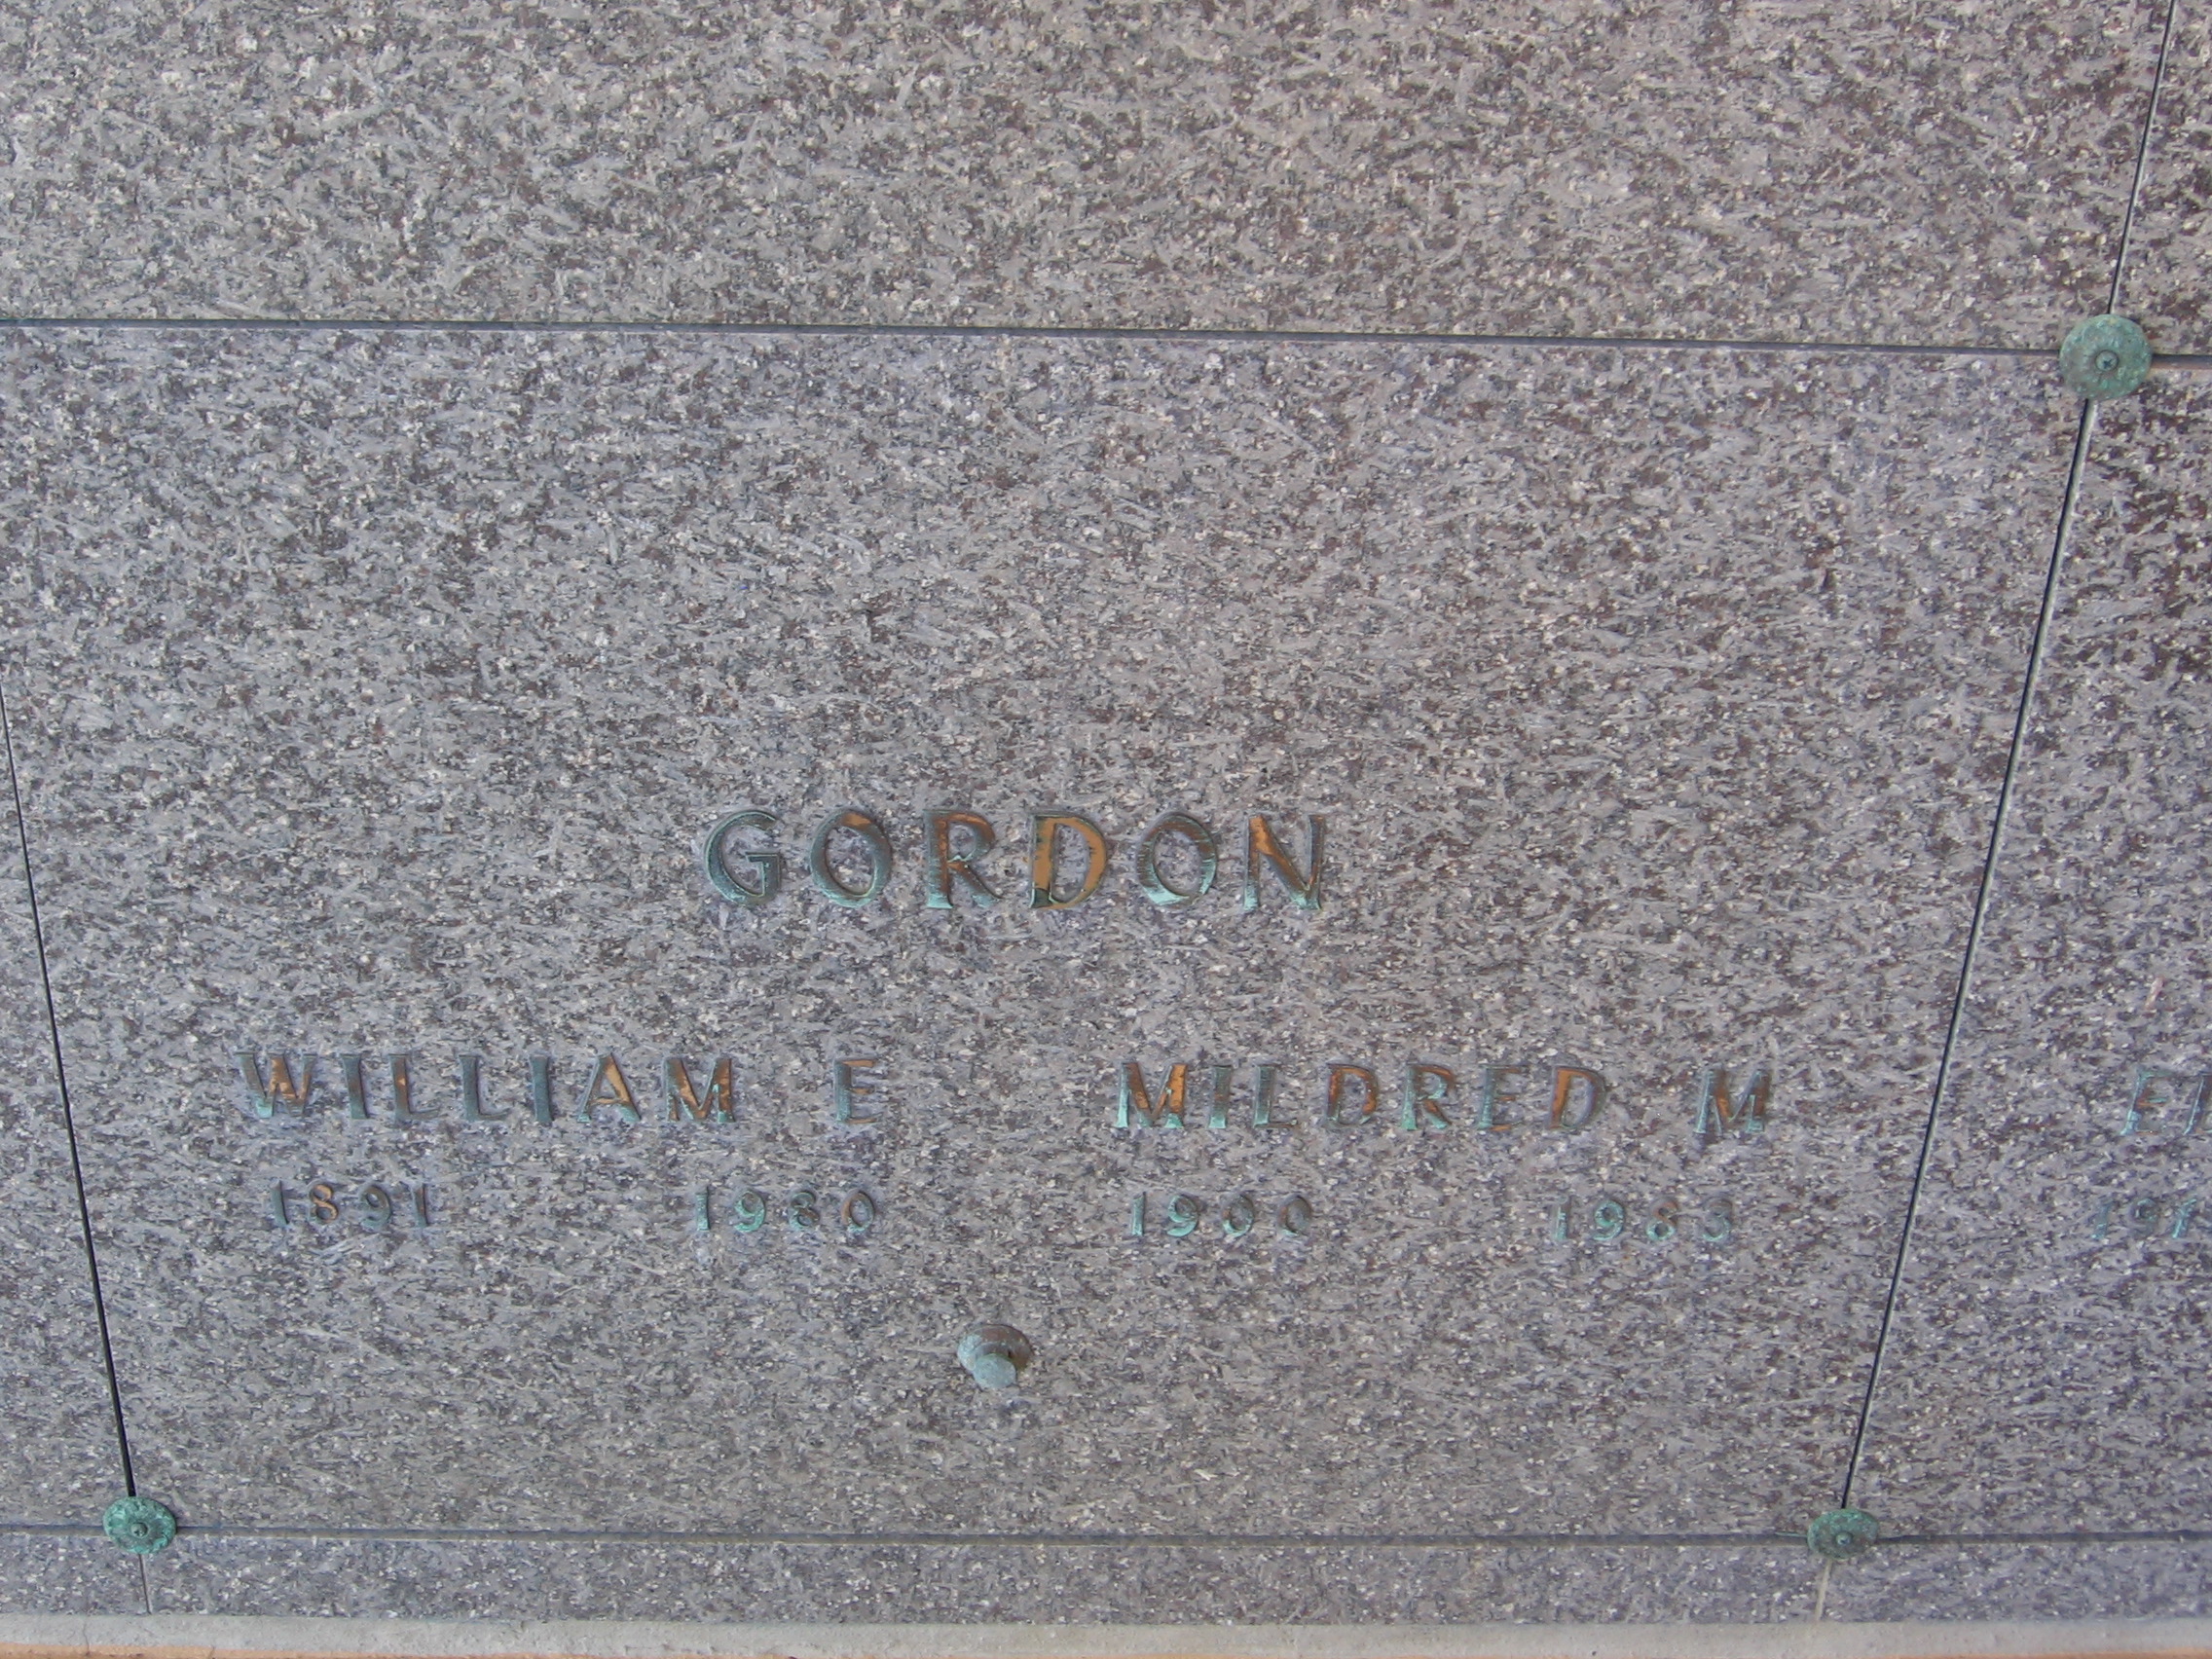 GORDON
WILLIAM E MILDRED M
1891 1980 1900 1983